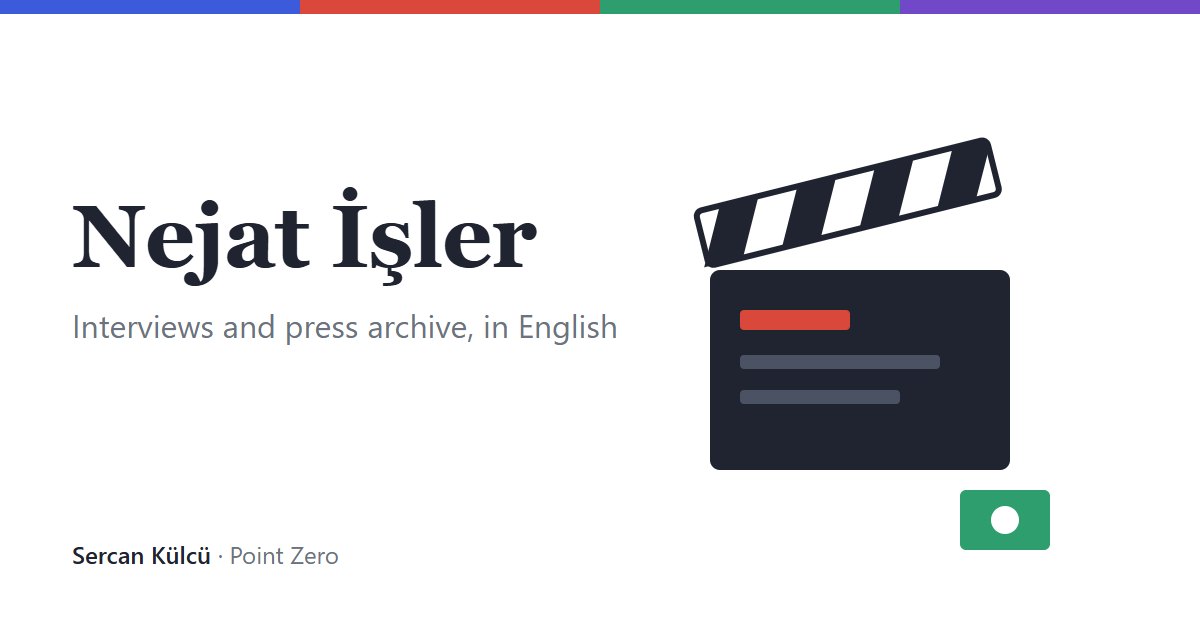 Nejat İşler
Interviews and press archive, in English
Sercan Külcü · Point Zero